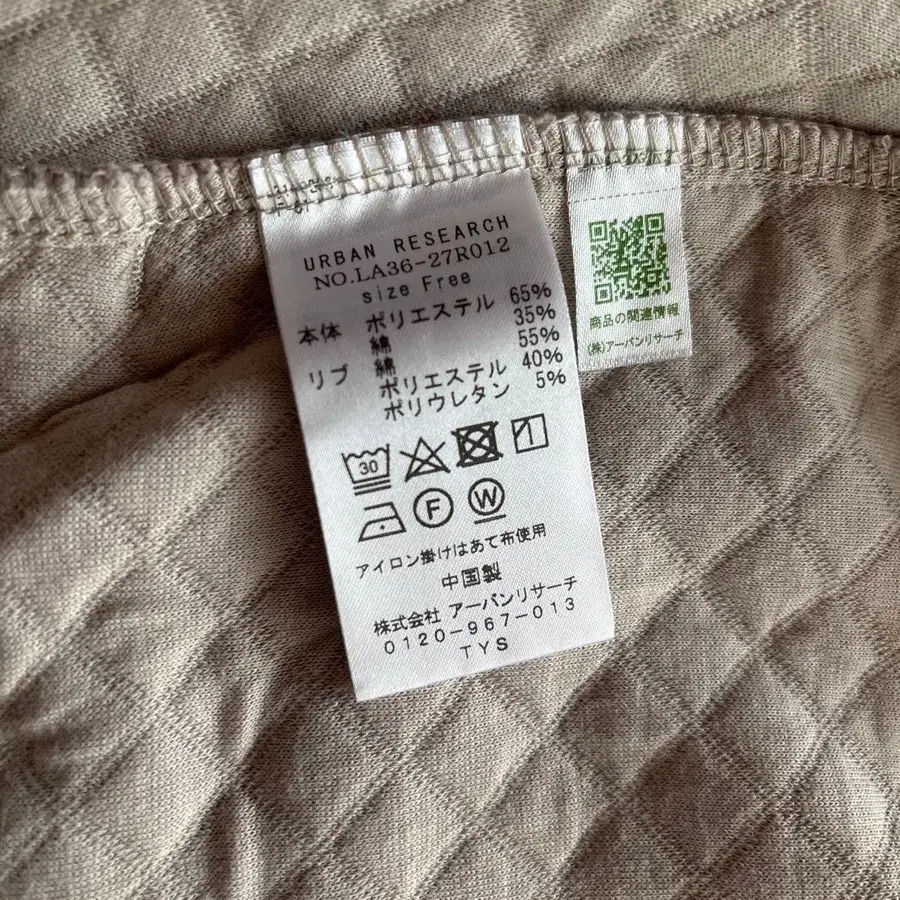 URBAN RESEARCH
NO.LA36-27R012
size Free
本体 ポリエステル 65%
綿 35%
リブ 綿 55%
ポリエステル 40%
ポリウレタン 5%
30
F W
アイロン掛けはあて布使用
中国製
株式会社 アーバンリサーチ
0120-967-013
TYS
商品の関連情報
(株)アーバンリサーチ